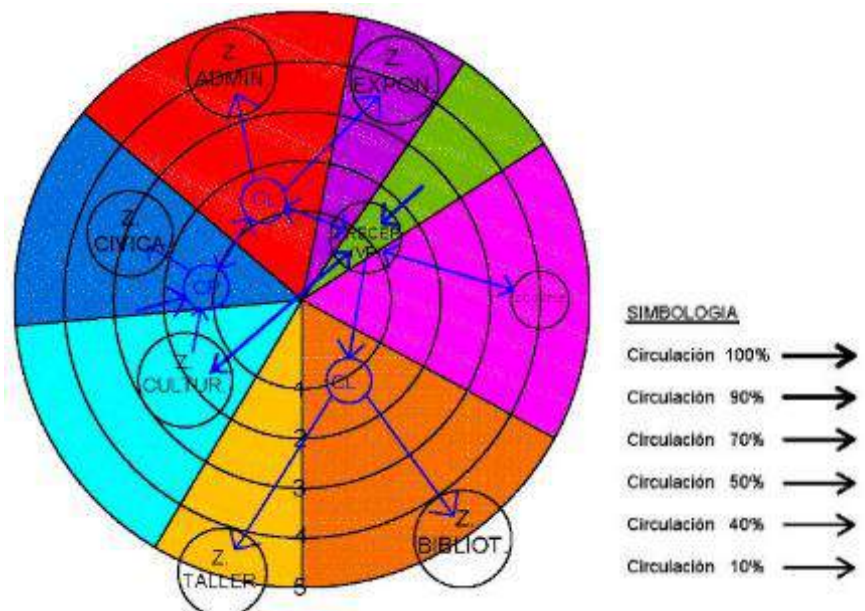 Z.
ADMIN
Z.
EXPON.
CL
RECEP
VP
Z.
CIVICA
CP
Z.
CULTUR.
CL
1
2
3
4
5
Z.
TALLER
Z.
BIBLIOT.
SIMBOLOGIA
Circulación 100%
Circulación 90%
Circulación 70%
Circulación 50%
Circulación 40%
Circulación 10%